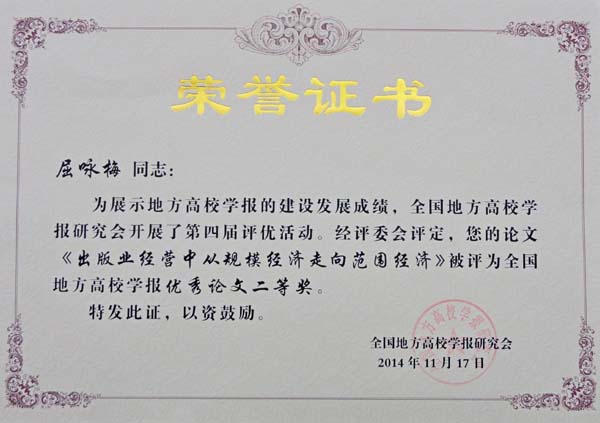 荣誉证书
屈咏梅 同志：
为展示地方高校学报的建设发展成绩，全国地方高校学
报研究会开展了第四届评优活动。经评委会评定，您的论文
《出版业经营中从规模经济走向范围经济》被评为全国
地方高校学报优秀论文二等奖。
特发此证，以资鼓励。
全国地方高校学报研究会
2014年11月17日